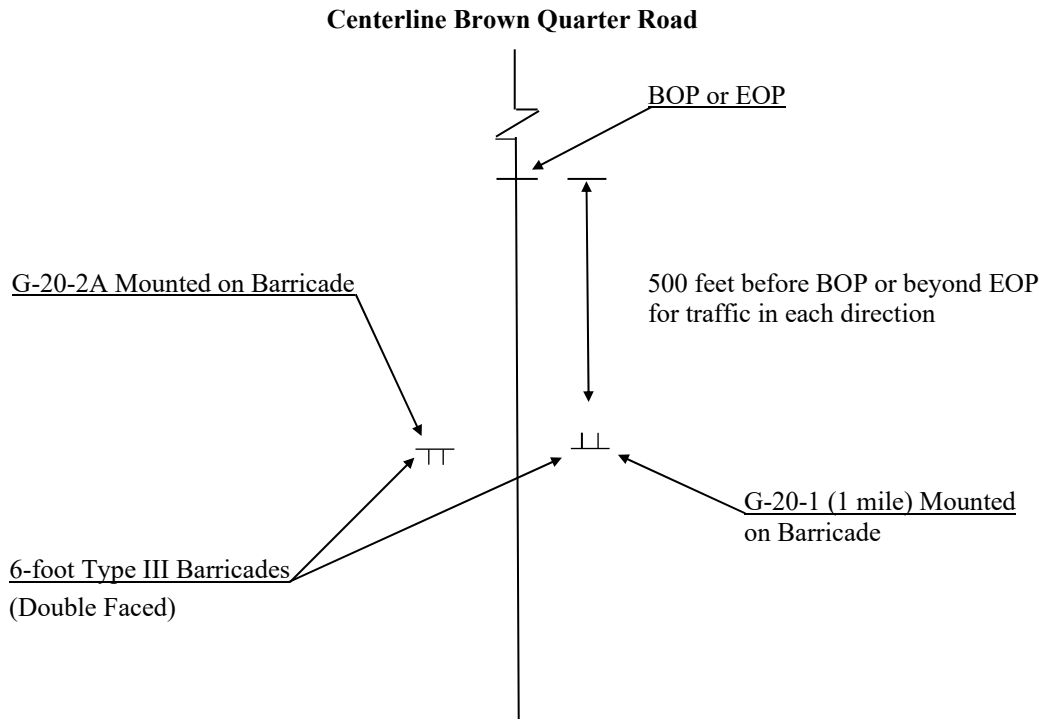 Centerline Brown Quarter Road
BOP or EOP
G-20-2A Mounted on Barricade
500 feet before BOP or beyond EOP
for traffic in each direction
G-20-1 (1 mile) Mounted
on Barricade
6-foot Type III Barricades
(Double Faced)